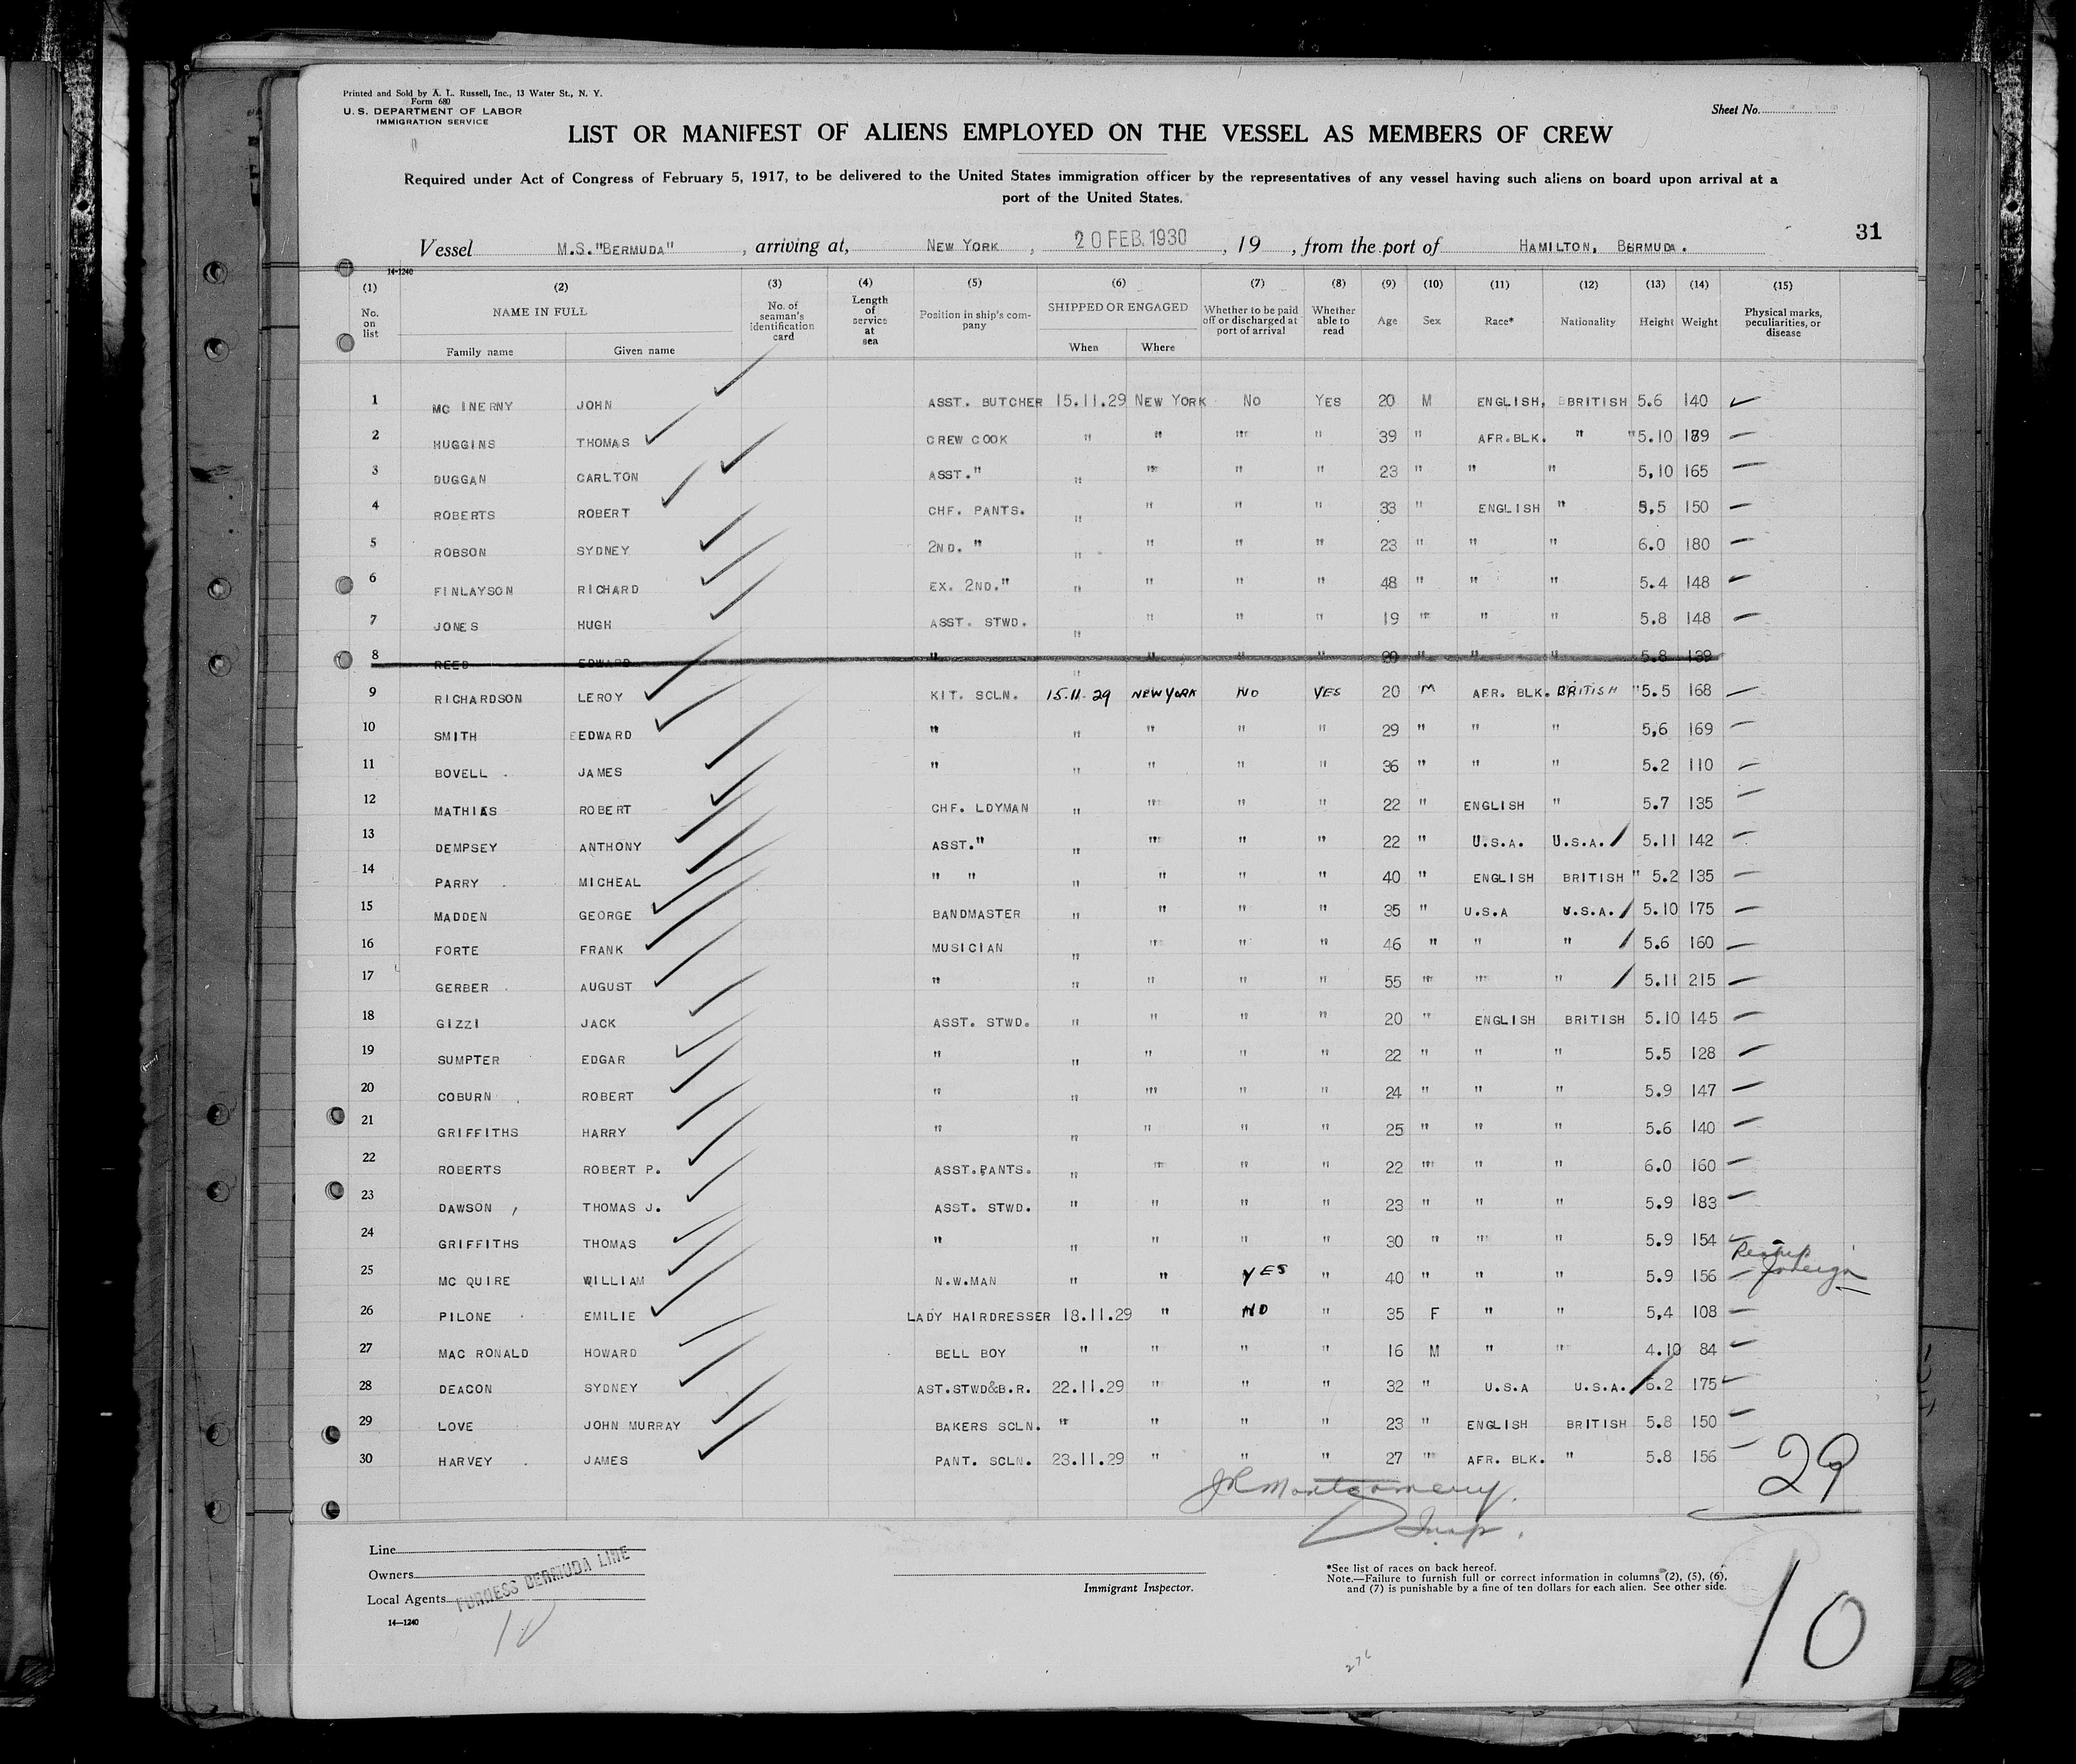 Printed and Sold by A. L. Russell, Inc., 13 Water St., N. Y.
Form 680
U. S. DEPARTMENT OF LABOR
IMMIGRATION SERVICE
Sheet No.
LIST OR MANIFEST OF ALIENS EMPLOYED ON THE VESSEL AS MEMBERS OF CREW
Required under Act of Congress of February 5, 1917, to be delivered to the United States immigration officer by the representatives of any vessel having such aliens on board upon arrival at a
port of the United States.
31
Vessel M.S."BERMUDA" , arriving at, NEW YORK , 20 FEB. 1930 , 19 , from the port of HAMILTON, BERMUDA.
14-1240
(1) (2) (3) (4) (5) (6) (7) (8) (9) (10) (11) (12) (13) (14) (15)
No. on list NAME IN FULL Family name Given name No. of seaman's identification card Length of service at sea Position in ship's company SHIPPED OR ENGAGED When Where Whether to be paid off or discharged at port of arrival Whether able to read Age Sex Race* Nationality Height Weight Physical marks, peculiarities, or disease
1 MC INERNY JOHN ASST. BUTCHER 15.11.29 NEW YORK NO YES 20 M ENGLISH, BRITISH 5.6 140
2 HUGGINS THOMAS CREW COOK " " " " 39 " AFR.BLK. " "5.10 189
3 DUGGAN CARLTON ASST." " " " " 23 " " " 5,10 165
4 ROBERTS ROBERT CHF. PANTS. " " " " 33 " ENGLISH " 5,5 150
5 ROBSON SYDNEY 2ND. " " " " " 23 " " " 6.0 180
6 FINLAYSON RICHARD EX. 2ND." " " " " 48 " " " 5.4 148
7 JONES HUGH ASST. STWD. " " " " 19 " " " 5.8 148
8 REED EDWARD " " " " " 20 " " " 5.8 139
9 RICHARDSON LEROY KIT. SCLN. 15.11.29 NEW YORK NO YES 20 M AFR. BLK. BRITISH "5.5 168
10 SMITH EEDWARD " " " " " 29 " " " 5,6 169
11 BOVELL JAMES " " " " " 36 " " " 5.2 110
12 MATHIAS ROBERT CHF. LDYMAN " " " " 22 " ENGLISH " 5.7 135
13 DEMPSEY ANTHONY ASST." " " " " 22 " U.S.A. U.S.A. 5.11 142
14 PARRY MICHEAL " " " " " " 40 " ENGLISH BRITISH " 5.2 135
15 MADDEN GEORGE BANDMASTER " " " " 35 " U.S.A U.S.A. 5.10 175
16 FORTE FRANK MUSICIAN " " " " 46 " " " 5.6 160
17 GERBER AUGUST " " " " " 55 " " " 5.11 215
18 GIZZI JACK ASST. STWD. " " " " 20 " ENGLISH BRITISH 5.10 145
19 SUMPTER EDGAR " " " " " 22 " " " 5.5 128
20 COBURN ROBERT " " " " " 24 " " " 5.9 147
21 GRIFFITHS HARRY " " " " " 25 " " " 5.6 140
22 ROBERTS ROBERT P. ASST.PANTS. " " " " 22 " " " 6.0 160
23 DAWSON , THOMAS J. ASST. STWD. " " " " 23 " " " 5.9 183
24 GRIFFITHS THOMAS " " " " " 30 " " " 5.9 154
25 MC QUIRE WILLIAM N.W.MAN " " YES " 40 " " " 5.9 156 Reship foreign
26 PILONE EMILIE LADY HAIRDRESSER 18.11.29 " NO " 35 F " " 5,4 108
27 MAC RONALD HOWARD BELL BOY " " " " 16 M " " 4.10 84
28 DEACON SYDNEY AST.STWD&B.R. 22.11.29 " " " 32 " U.S.A U.S.A. 6.2 175
29 LOVE JOHN MURRAY BAKERS SCLN. " " " " 23 " ENGLISH BRITISH 5.8 150
30 HARVEY JAMES PANT. SCLN. 23.11.29 " " " 27 " AFR. BLK. " 5.8 156
29
Montgomery.
Insp.
Line
Owners
Local Agents FURNESS BERMUDA LINE
14—1240
10
Immigrant Inspector.
*See list of races on back hereof.
Note.—Failure to furnish full or correct information in columns (2), (5), (6),
and (7) is punishable by a fine of ten dollars for each alien. See other side.
10
276